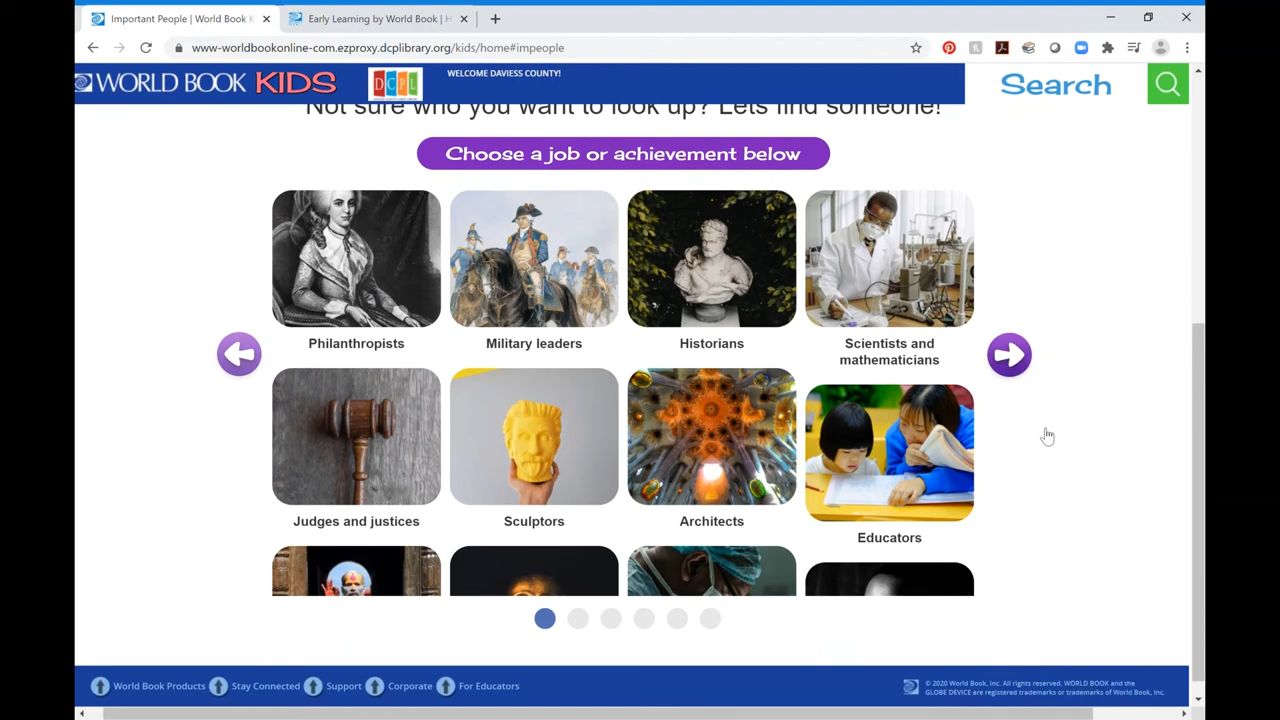 Important People | World Book K
Early Learning by World Book | H
www-worldbookonline-com.ezproxy.dcplibrary.org/kids/home#impeople
WORLD BOOK KIDS
DCPL
WELCOME DAVIESS COUNTY!
Search
Not sure who you want to look up? Lets find someone!
Choose a job or achievement below
Philanthropists
Military leaders
Historians
Scientists and
mathematicians
Judges and justices
Sculptors
Architects
Educators
World Book Products
Stay Connected
Support
Corporate
For Educators
© 2020 World Book, Inc. All rights reserved. WORLD BOOK and the
GLOBE DEVICE are registered trademarks or trademarks of World Book, Inc.